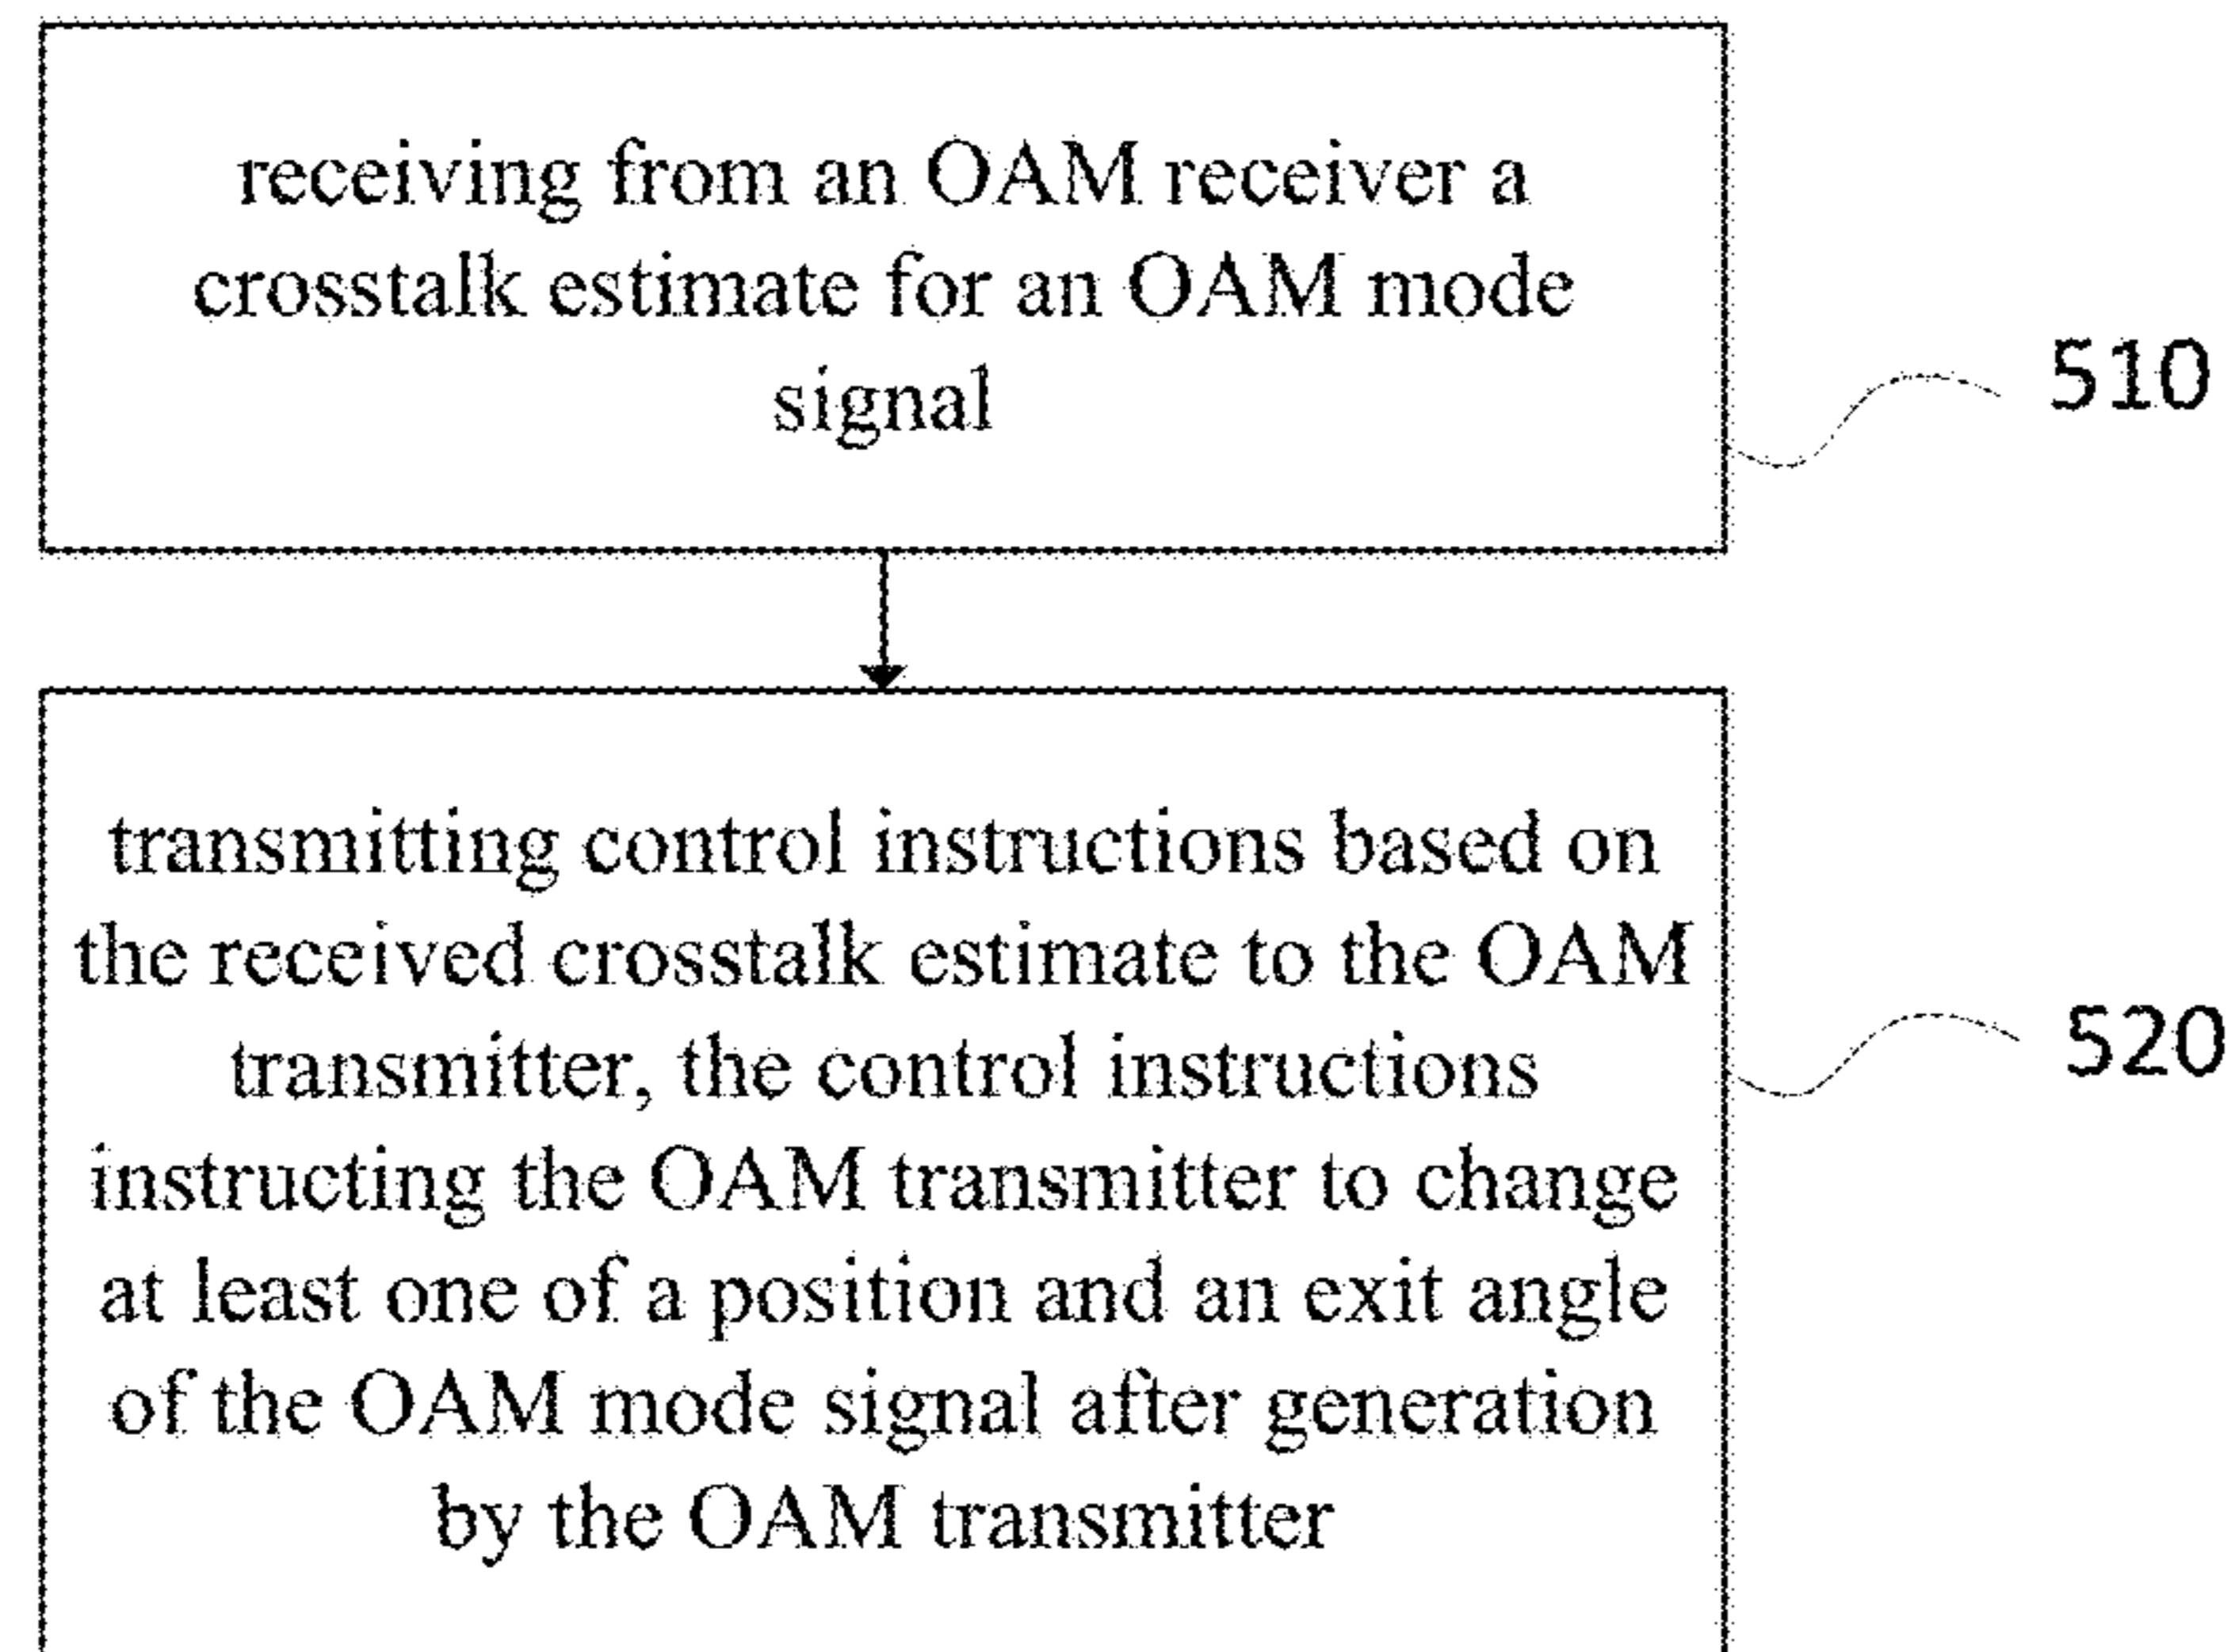 receiving from an OAM receiver a
crosstalk estimate for an OAM mode
signal
510
transmitting control instructions based on
the received crosstalk estimate to the OAM
transmitter, the control instructions
instructing the OAM transmitter to change
at least one of a position and an exit angle
of the OAM mode signal after generation
by the OAM transmitter
520